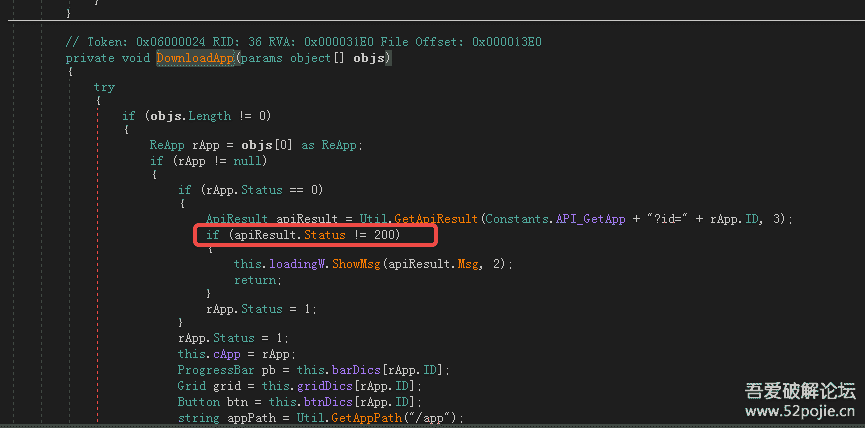 }
}
// Token: 0x06000024 RID: 36 RVA: 0x000031E0 File Offset: 0x000013E0
private void DownloadApp(params object[] objs)
{
try
{
if (objs.Length != 0)
{
ReApp rApp = objs[0] as ReApp;
if (rApp != null)
{
if (rApp.Status == 0)
{
ApiResult apiResult = Util.GetApiResult(Constants.API_GetApp + "?id=" + rApp.ID, 3);
if (apiResult.Status != 200)
{
this.loadingW.ShowMsg(apiResult.Msg, 2);
return;
}
rApp.Status = 1;
}
rApp.Status = 1;
this.cApp = rApp;
ProgressBar pb = this.barDics[rApp.ID];
Grid grid = this.gridDics[rApp.ID];
Button btn = this.btnDics[rApp.ID];
string appPath = Util.GetAppPath("/app");
吾爱破解论坛
www.52pojie.cn